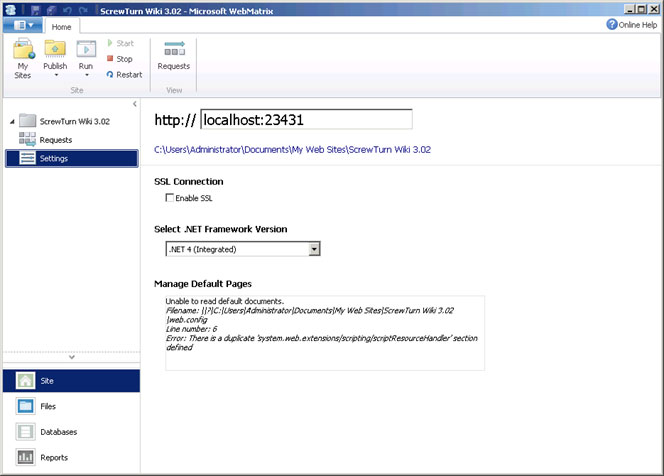 ScrewTurn Wiki 3.02 - Microsoft WebMatrix
Home
Online Help
My Sites
Publish
Run
Start
Stop
Restart
Requests
Site
View
ScrewTurn Wiki 3.02
Requests
Settings
http:// localhost:23431
C:\Users\Administrator\Documents\My Web Sites\ScrewTurn Wiki 3.02
SSL Connection
Enable SSL
Select .NET Framework Version
.NET 4 (Integrated)
Manage Default Pages
Unable to read default documents.
Filename: \\?\C:\Users\Administrator\Documents\My Web Sites\ScrewTurn Wiki 3.02
\web.config
Line number: 6
Error: There is a duplicate 'system.web.extensions/scripting/scriptResourceHandler' section
defined
Site
Files
Databases
Reports